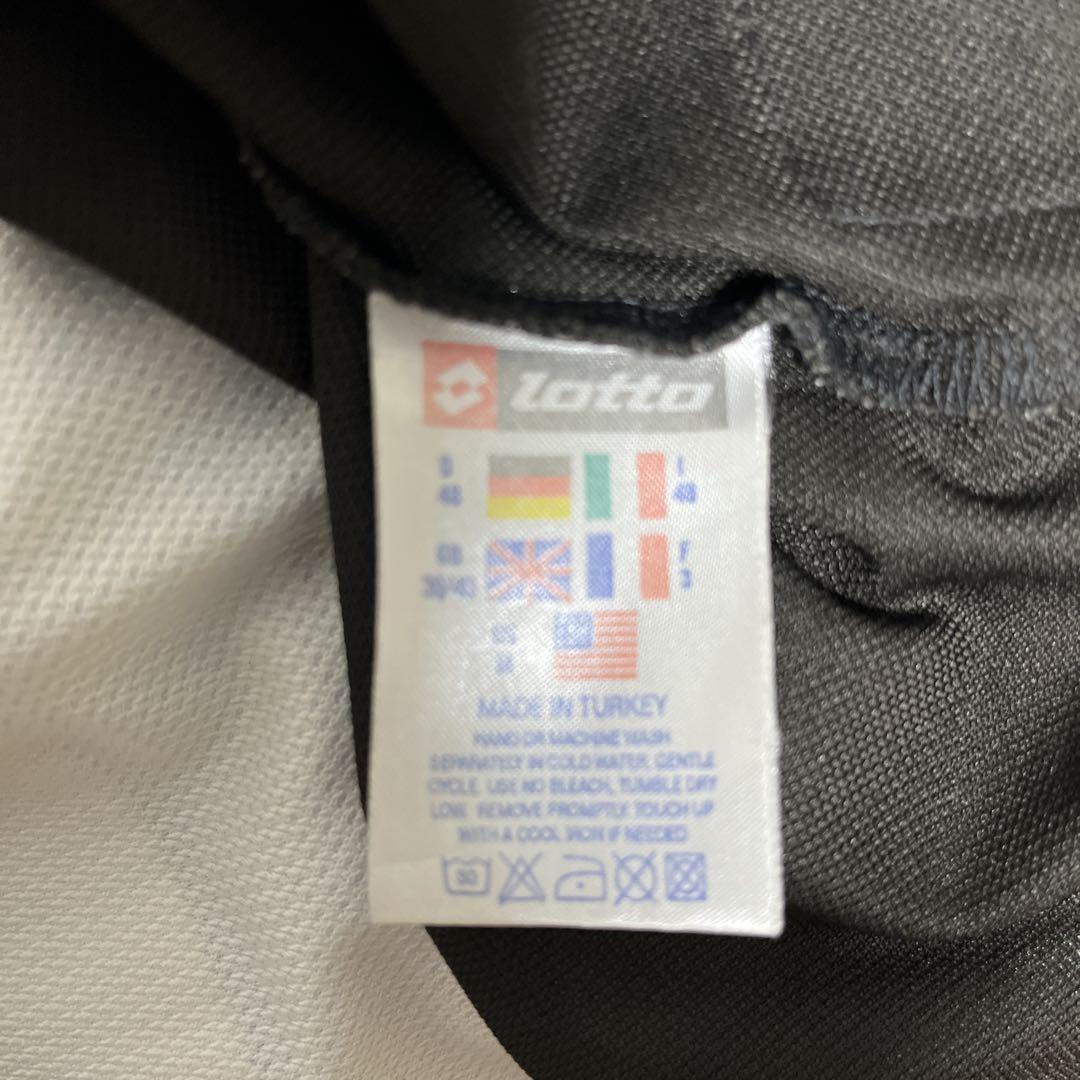 lotto
D I
48 48
GB F
38/40 3
US
M
MADE IN TURKEY
HAND OR MACHINE WASH
SEPARATELY IN COLD WATER, GENTLE
CYCLE. USE NO BLEACH, TUMBLE DRY
LOW. REMOVE PROMPTLY TOUCH UP
WITH A COOL IRON IF NEEDED
30